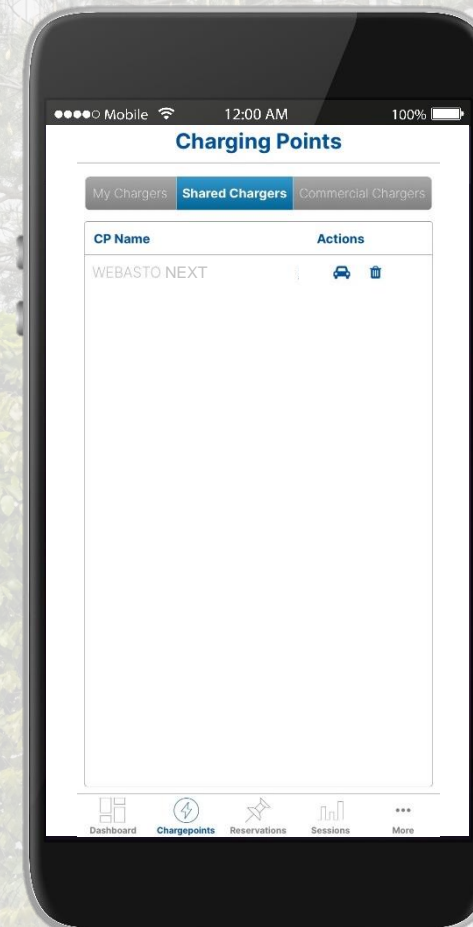 Mobile 12:00 AM 100%
Charging Points
My Chargers Shared Chargers Commercial Chargers
CP Name Actions
WEBASTO NEXT
Dashboard Chargepoints Reservations Sessions More